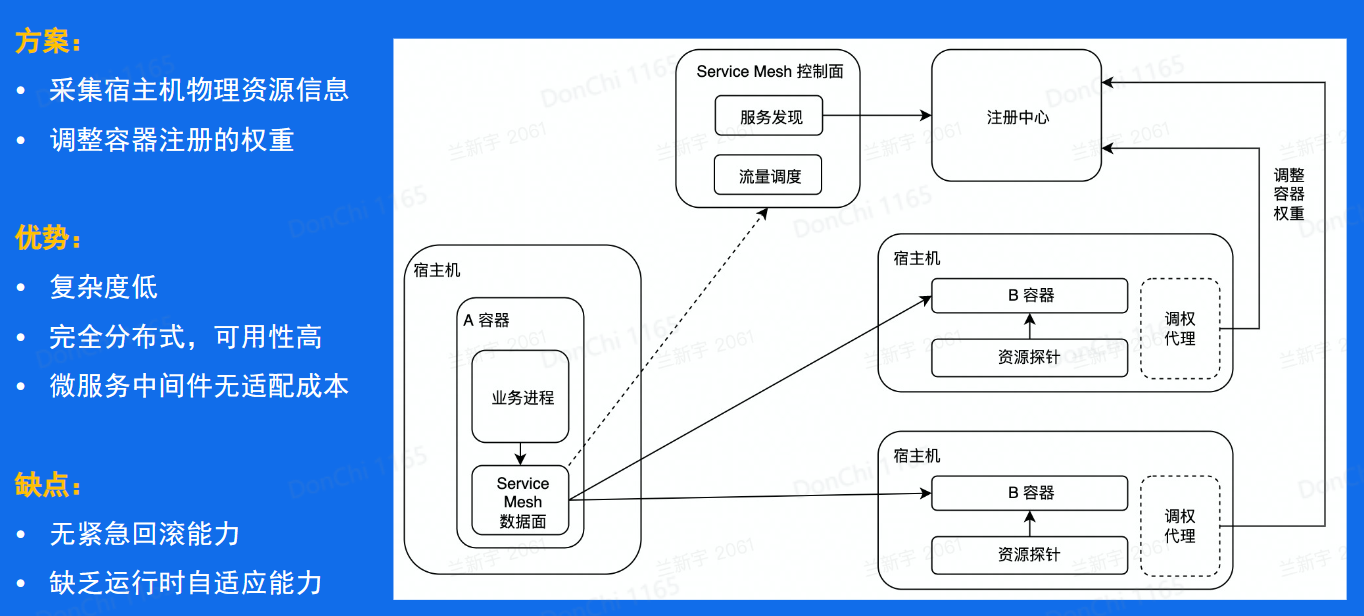 方案：
• 采集宿主机物理资源信息
• 调整容器注册的权重
优势：
• 复杂度低
• 完全分布式，可用性高
• 微服务中间件无适配成本
缺点：
• 无紧急回滚能力
• 缺乏运行时自适应能力
Service Mesh 控制面
服务发现
流量调度
注册中心
调整
容器
权重
宿主机
A 容器
业务进程
Service
Mesh
数据面
宿主机
B 容器
资源探针
调权
代理
宿主机
B 容器
资源探针
调权
代理
DonChi 1165
兰新宇 2061